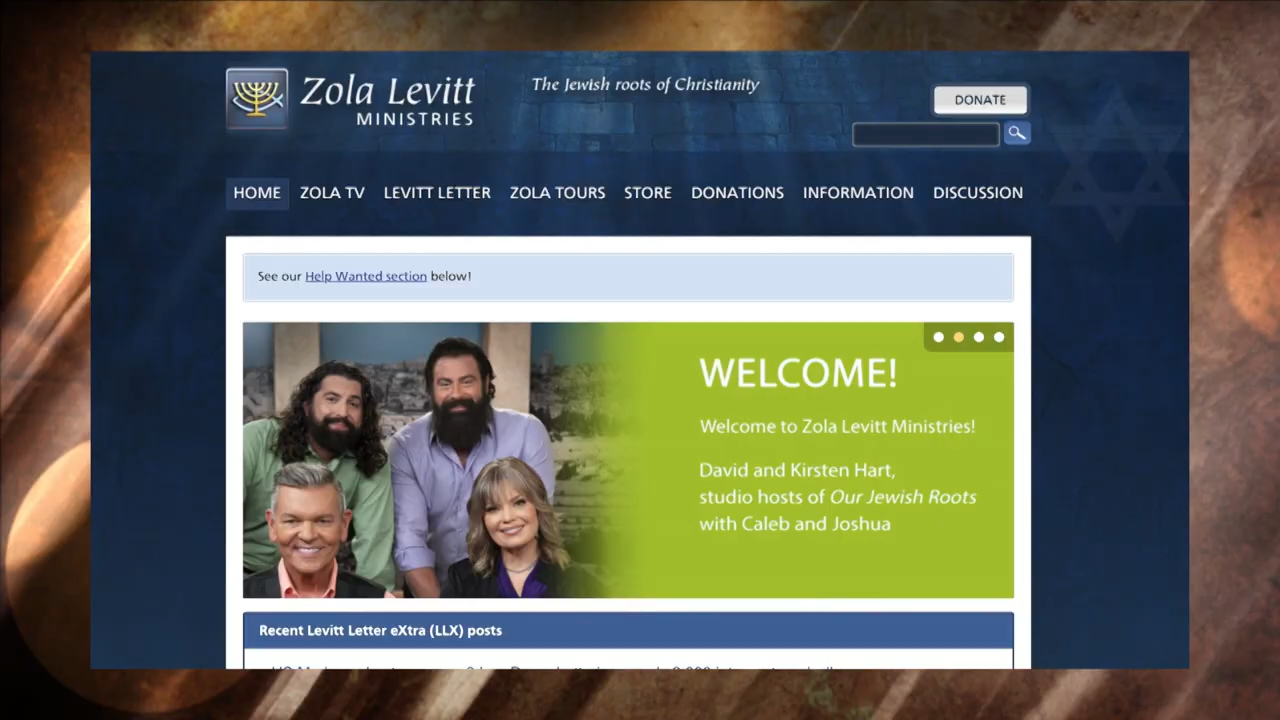 Zola Levitt
MINISTRIES
The Jewish roots of Christianity
DONATE
HOME ZOLA TV LEVITT LETTER ZOLA TOURS STORE DONATIONS INFORMATION DISCUSSION
See our Help Wanted section below!
WELCOME!
Welcome to Zola Levitt Ministries!
David and Kirsten Hart,
studio hosts of Our Jewish Roots
with Caleb and Joshua
Recent Levitt Letter eXtra (LLX) posts